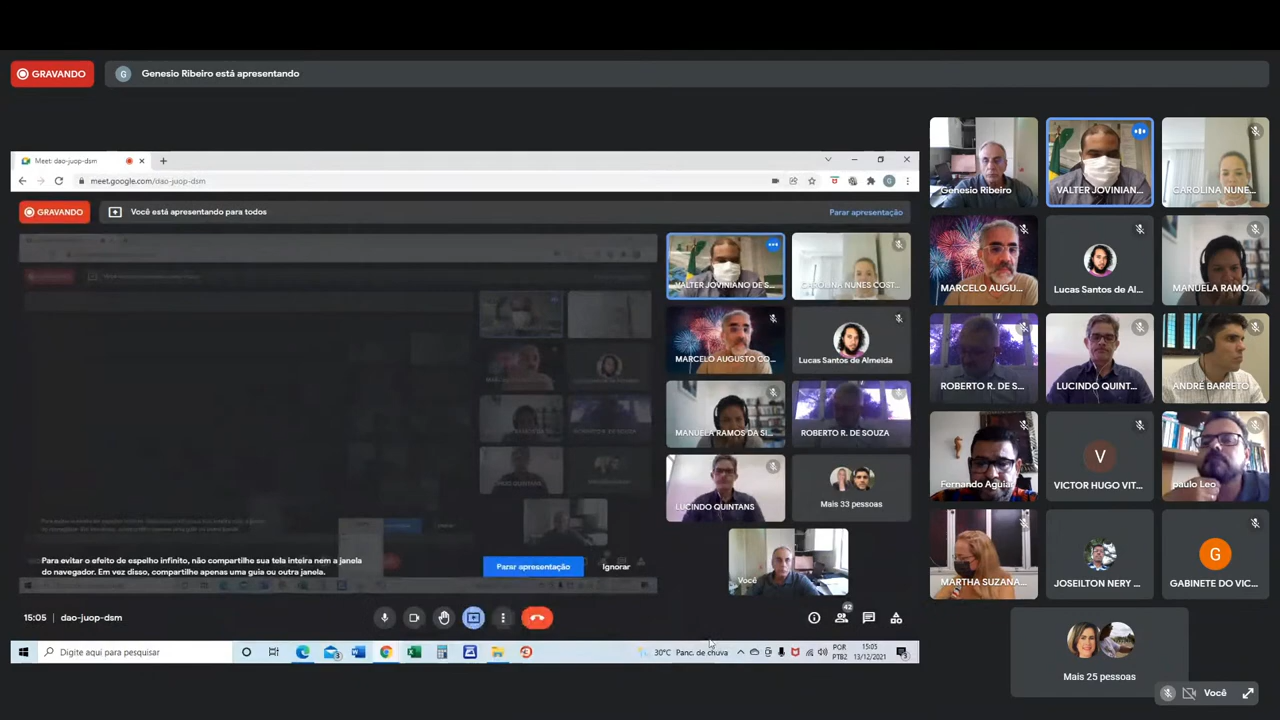 GRAVANDO
G
Genesio Ribeiro está apresentando
Meet: dao-juop-dsm
meet.google.com/dao-juop-dsm
G
GRAVANDO
Você está apresentando para todos
Parar apresentação
VALTER JOVINIANO DE S...
CAROLINA NUNES COST...
MARCELO AUGUSTO CO...
Lucas Santos de Almeida
MANUELA RAMOS DA SI...
ROBERTO R. DE SOUZA
LUCINDO QUINTANS
Mais 33 pessoas
Você
Para evitar o efeito de espelho infinito, não compartilhe sua tela inteira nem a janela
do navegador. Em vez disso, compartilhe apenas uma guia ou outra janela.
Parar apresentação
Ignorar
15:05
dao-juop-dsm
42
Digite aqui para pesquisar
30°C Panc. de chuva
POR
PTB2
15:05
13/12/2021
Genesio Ribeiro
VALTER JOVINIAN...
CAROLINA NUNE...
MARCELO AUGU...
Lucas Santos de Al...
MANUELA RAMO...
ROBERTO R. DE S...
LUCINDO QUINT...
ANDRÉ BARRETO
Fernando Aguiar
V
VICTOR HUGO VIT...
paulo Leo
MARTHA SUZANA...
JOSEILTON NERY ...
G
GABINETE DO VIC...
Mais 25 pessoas
Você